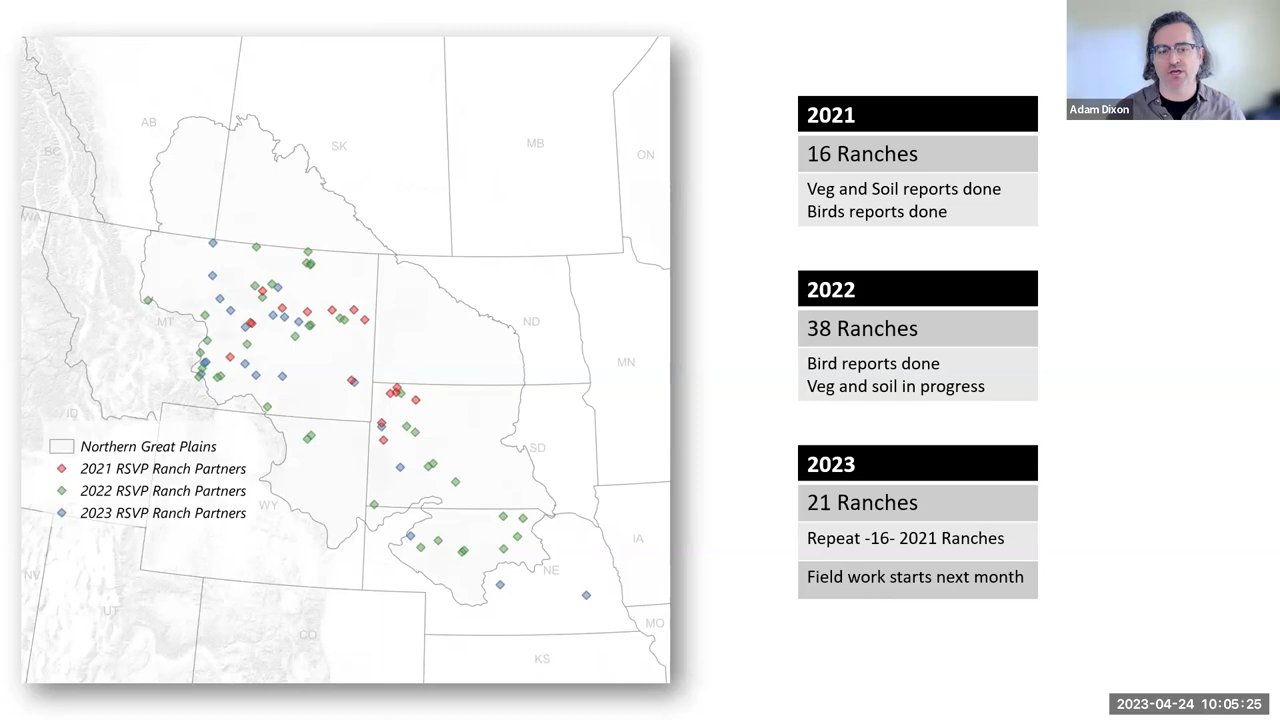 AB
SK
MB
ON
BC
WA
MT
ND
MN
ID
SD
WY
IA
NE
NV
UT
CO
MO
KS
Northern Great Plains
2021 RSVP Ranch Partners
2022 RSVP Ranch Partners
2023 RSVP Ranch Partners
2021
16 Ranches
Veg and Soil reports done
Birds reports done
2022
38 Ranches
Bird reports done
Veg and soil in progress
2023
21 Ranches
Repeat -16- 2021 Ranches
Field work starts next month
Adam Dixon
2023-04-24 10:05:25